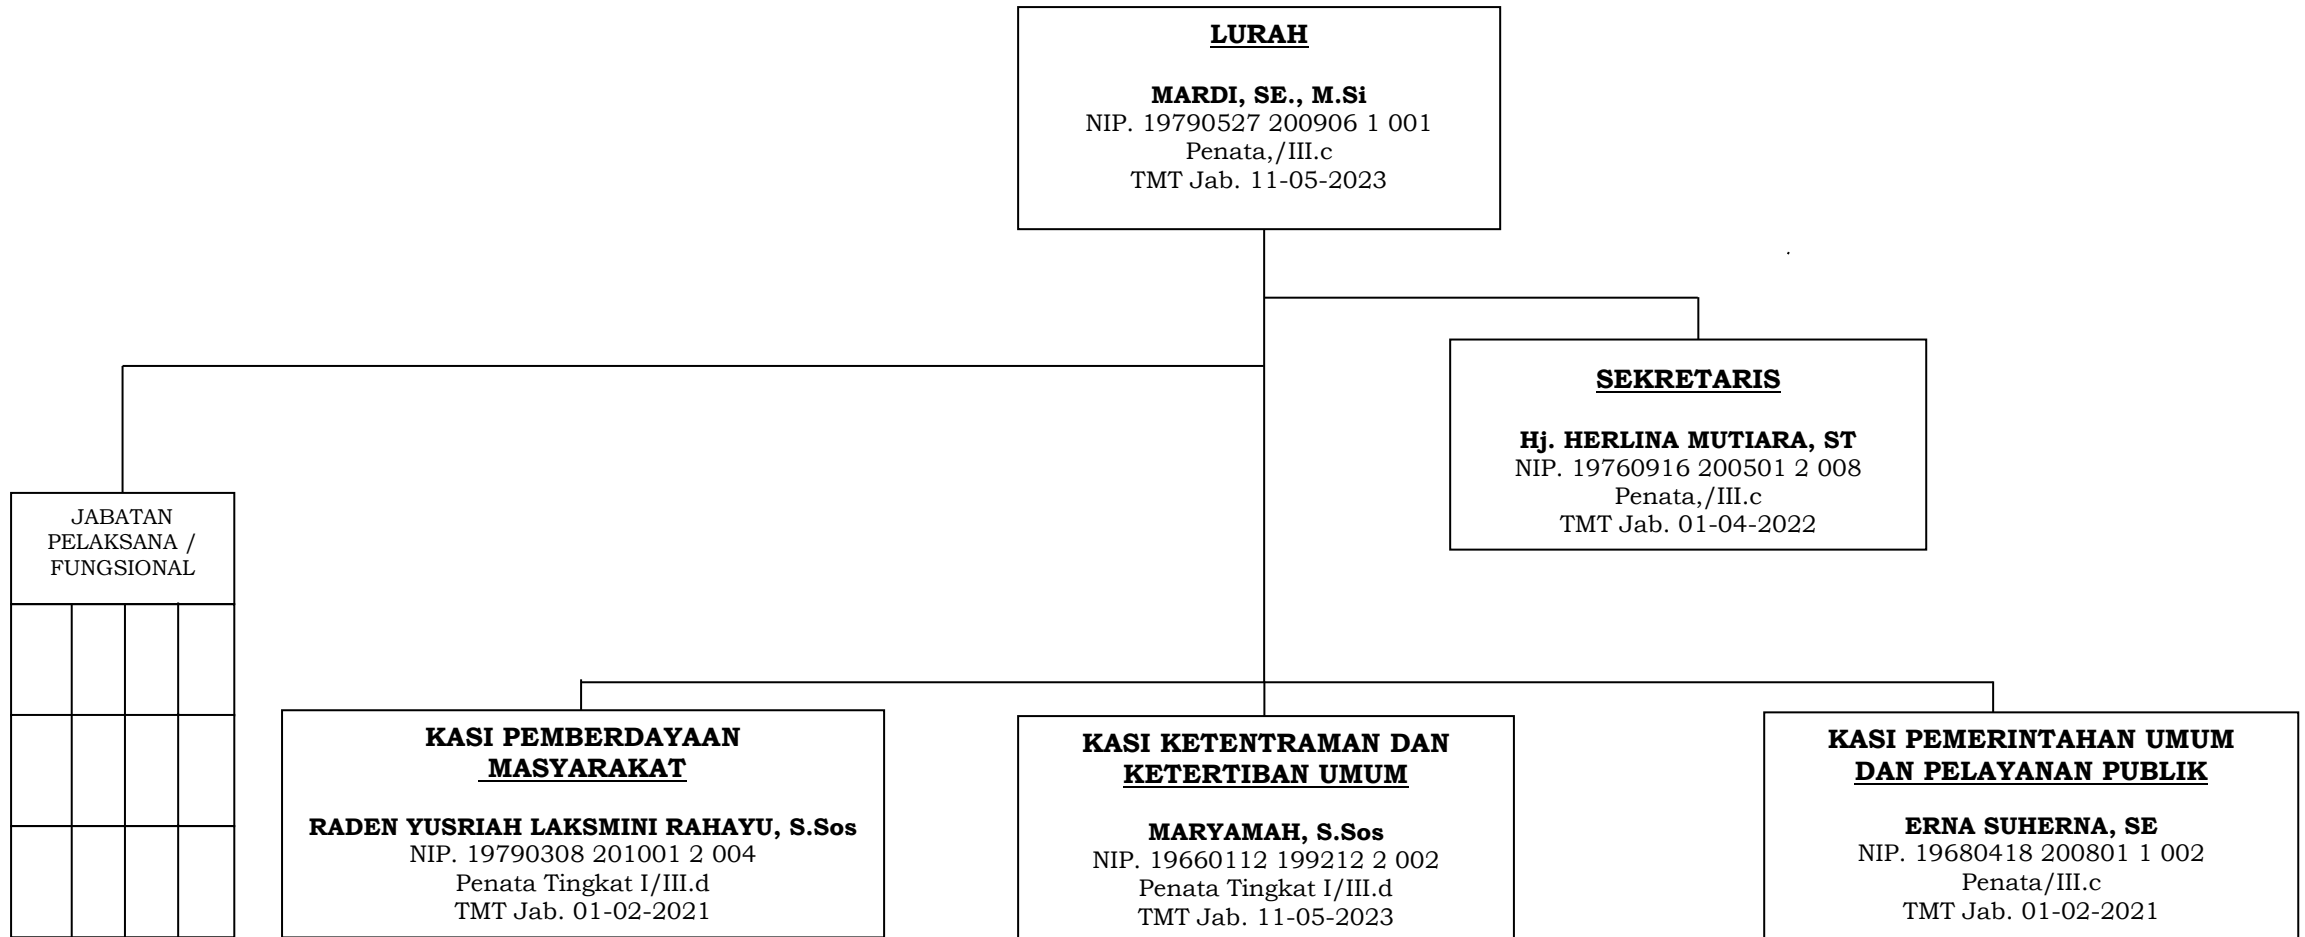 LURAH
MARDI, SE., M.Si
NIP. 19790527 200906 1 001
Penata,/III.c
TMT Jab. 11-05-2023
SEKRETARIS
Hj. HERLINA MUTIARA, ST
NIP. 19760916 200501 2 008
Penata,/III.c
TMT Jab. 01-04-2022
JABATAN
PELAKSANA /
FUNGSIONAL
KASI PEMBERDAYAAN
MASYARAKAT
RADEN YUSRIAH LAKSMINI RAHAYU, S.Sos
NIP. 19790308 201001 2 004
Penata Tingkat I/III.d
TMT Jab. 01-02-2021
KASI KETENTRAMAN DAN
KETERTIBAN UMUM
MARYAMAH, S.Sos
NIP. 19660112 199212 2 002
Penata Tingkat I/III.d
TMT Jab. 11-05-2023
KASI PEMERINTAHAN UMUM
DAN PELAYANAN PUBLIK
ERNA SUHERNA, SE
NIP. 19680418 200801 1 002
Penata/III.c
TMT Jab. 01-02-2021